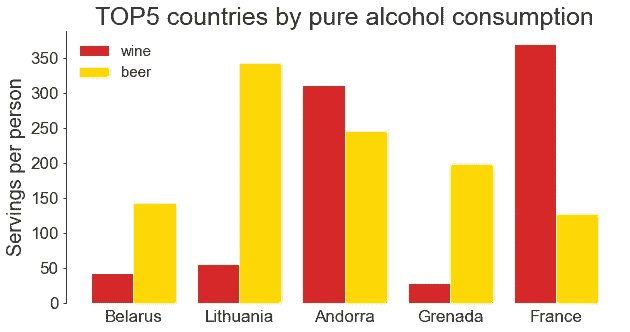 TOP5 countries by pure alcohol consumption
wine
beer
Servings per person
350
300
250
200
150
100
50
0
Belarus Lithuania Andorra Grenada France